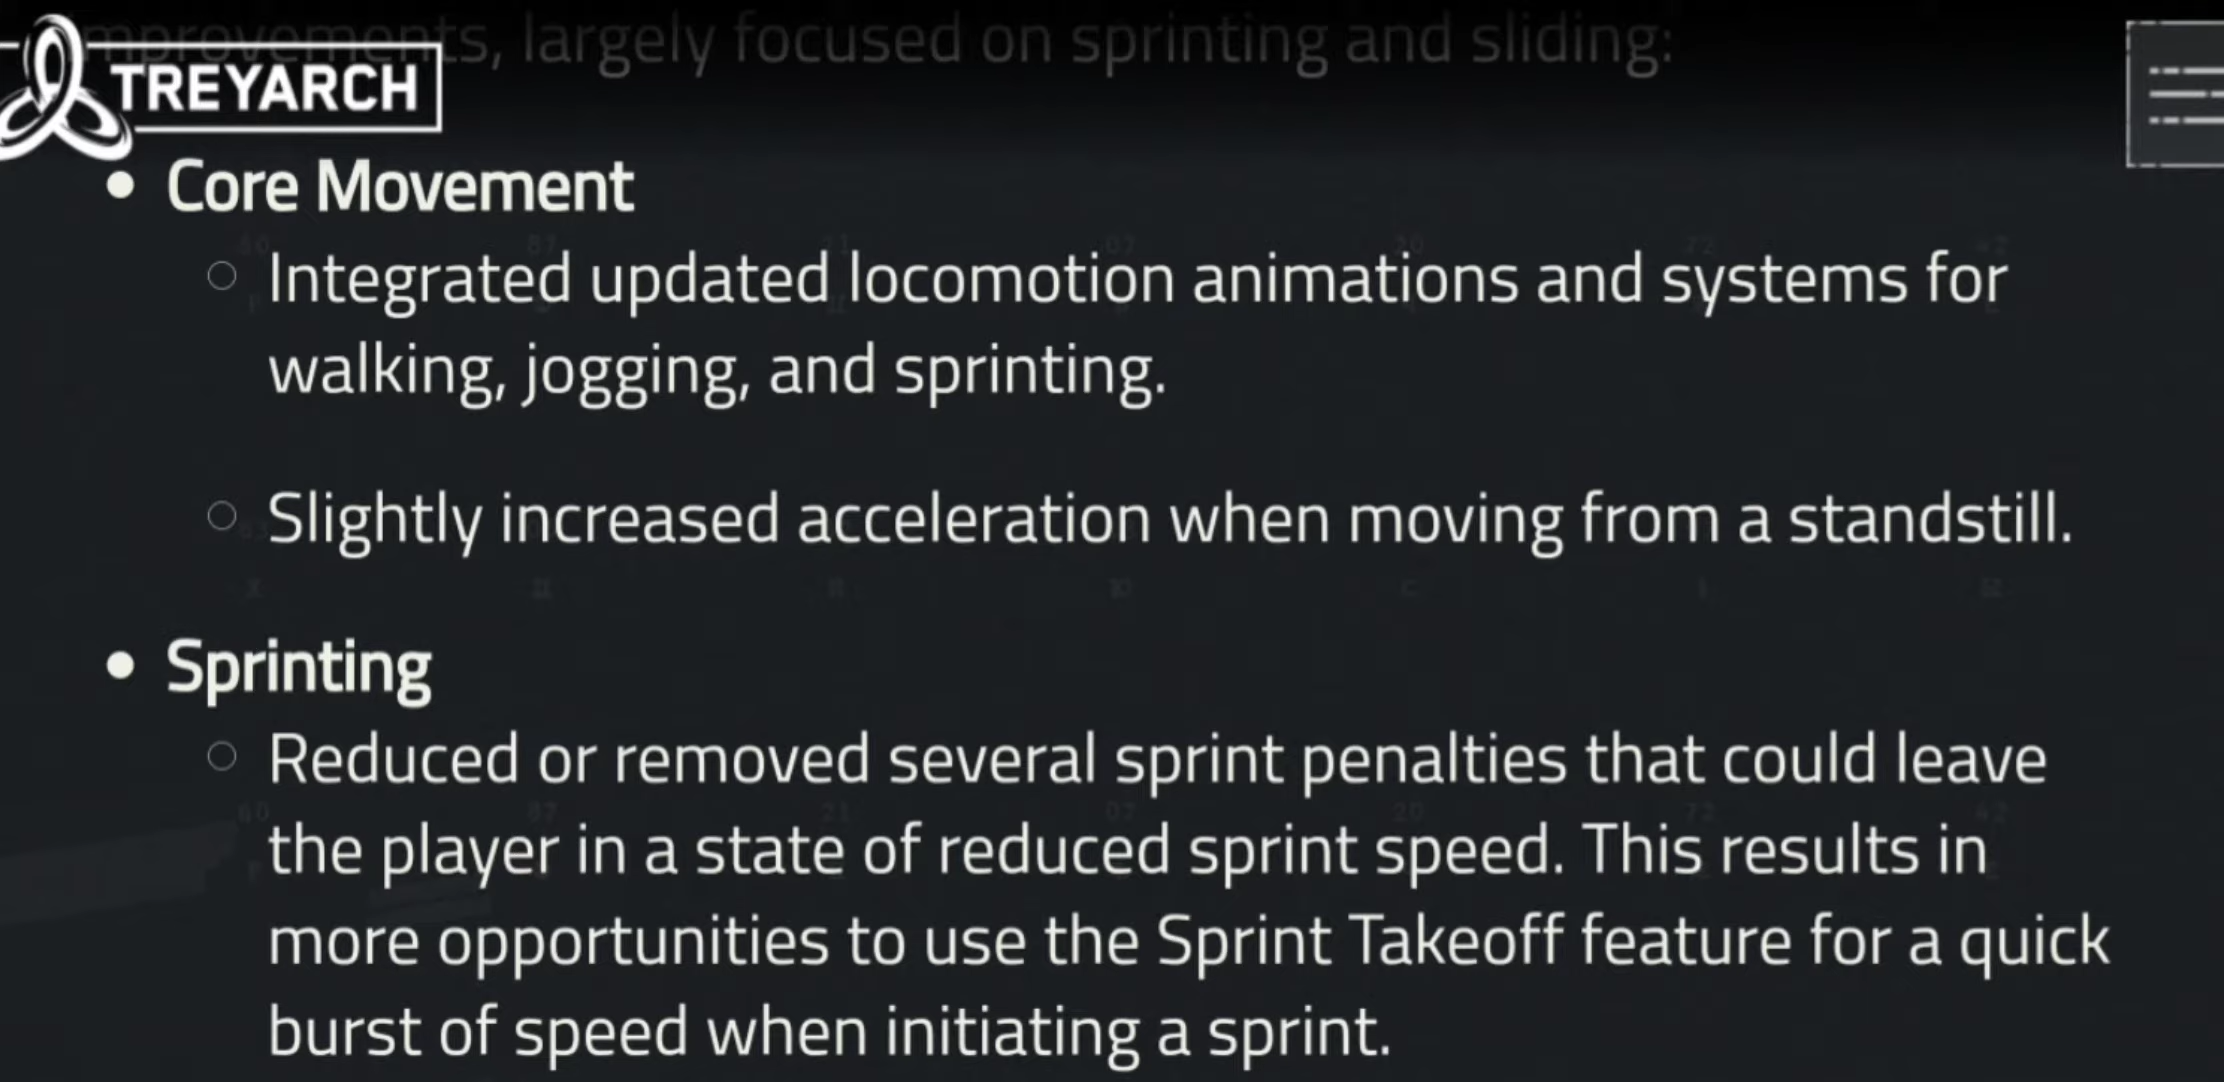 improvements, largely focused on sprinting and sliding:
TREYARCH
• Core Movement
○ Integrated updated locomotion animations and systems for
walking, jogging, and sprinting.
○ Slightly increased acceleration when moving from a standstill.
• Sprinting
○ Reduced or removed several sprint penalties that could leave
the player in a state of reduced sprint speed. This results in
more opportunities to use the Sprint Takeoff feature for a quick
burst of speed when initiating a sprint.